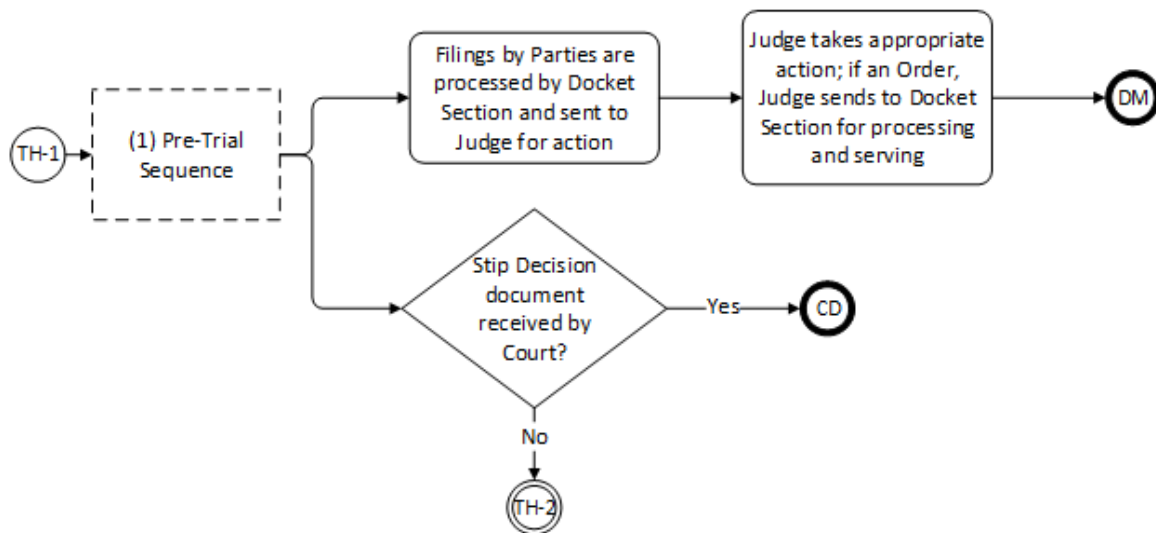 TH-1
(1) Pre-Trial
Sequence
Filings by Parties are
processed by Docket
Section and sent to
Judge for action
Judge takes appropriate
action; if an Order,
Judge sends to Docket
Section for processing
and serving
DM
Stip Decision
document
received by
Court?
Yes
CD
No
TH-2